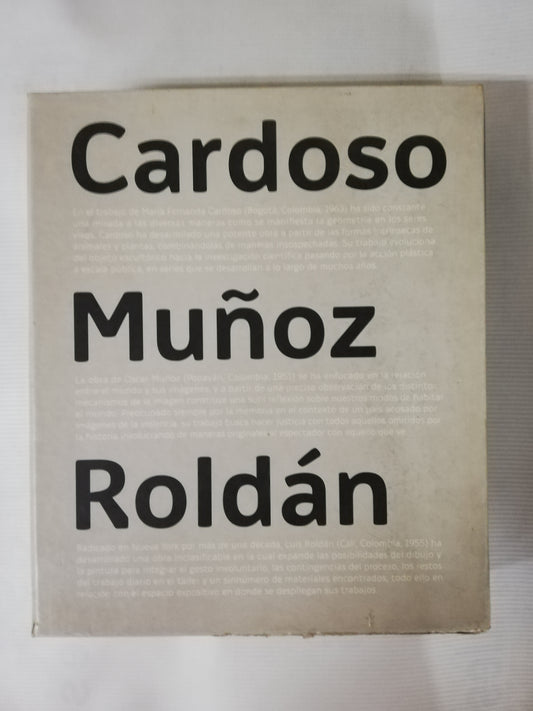 Cardoso
En el trabajo de María Fernanda Cardoso (Bogotá, Colombia, 1963) ha sido constante
una mirada a las diversas maneras como se manifiesta la geometría en los seres
vivos. Cardoso ha desarrollado una potente obra a partir de las formas intrínsecas de
animales y plantas, combinándolas de maneras insospechadas. Su trabajo evoluciona
del objeto escultórico hacia la investigación científica pasando por la acción plástica
a escala pública, en series que se desarrollan a lo largo de muchos años.
Muñoz
La obra de Oscar Muñoz (Popayán, Colombia, 1951) se ha enfocado en la relación
entre el mundo y sus imágenes, y a partir de una precisa observación de los distintos
mecanismos de la imagen construye una sutil reflexión sobre nuestros modos de habitar
el mundo. Preocupado siempre por la memoria en el contexto de un país acosado por
imágenes de la violencia, su trabajo busca hacer justicia con todos aquellos omitidos por
la historia involucrando de maneras originales al espectador con aquello que ve.
Roldán
Radicado en Nueva York por más de una década, Luis Roldán (Cali, Colombia, 1955) ha
desarrollado una obra inclasificable en la cual expande las posibilidades del dibujo y
la pintura para integrar el gesto involuntario, las contingencias del proceso, los restos
del trabajo diario en el taller y un sinnúmero de materiales encontrados, todo ello en
relación con el espacio expositivo en donde se despliegan sus trabajos.